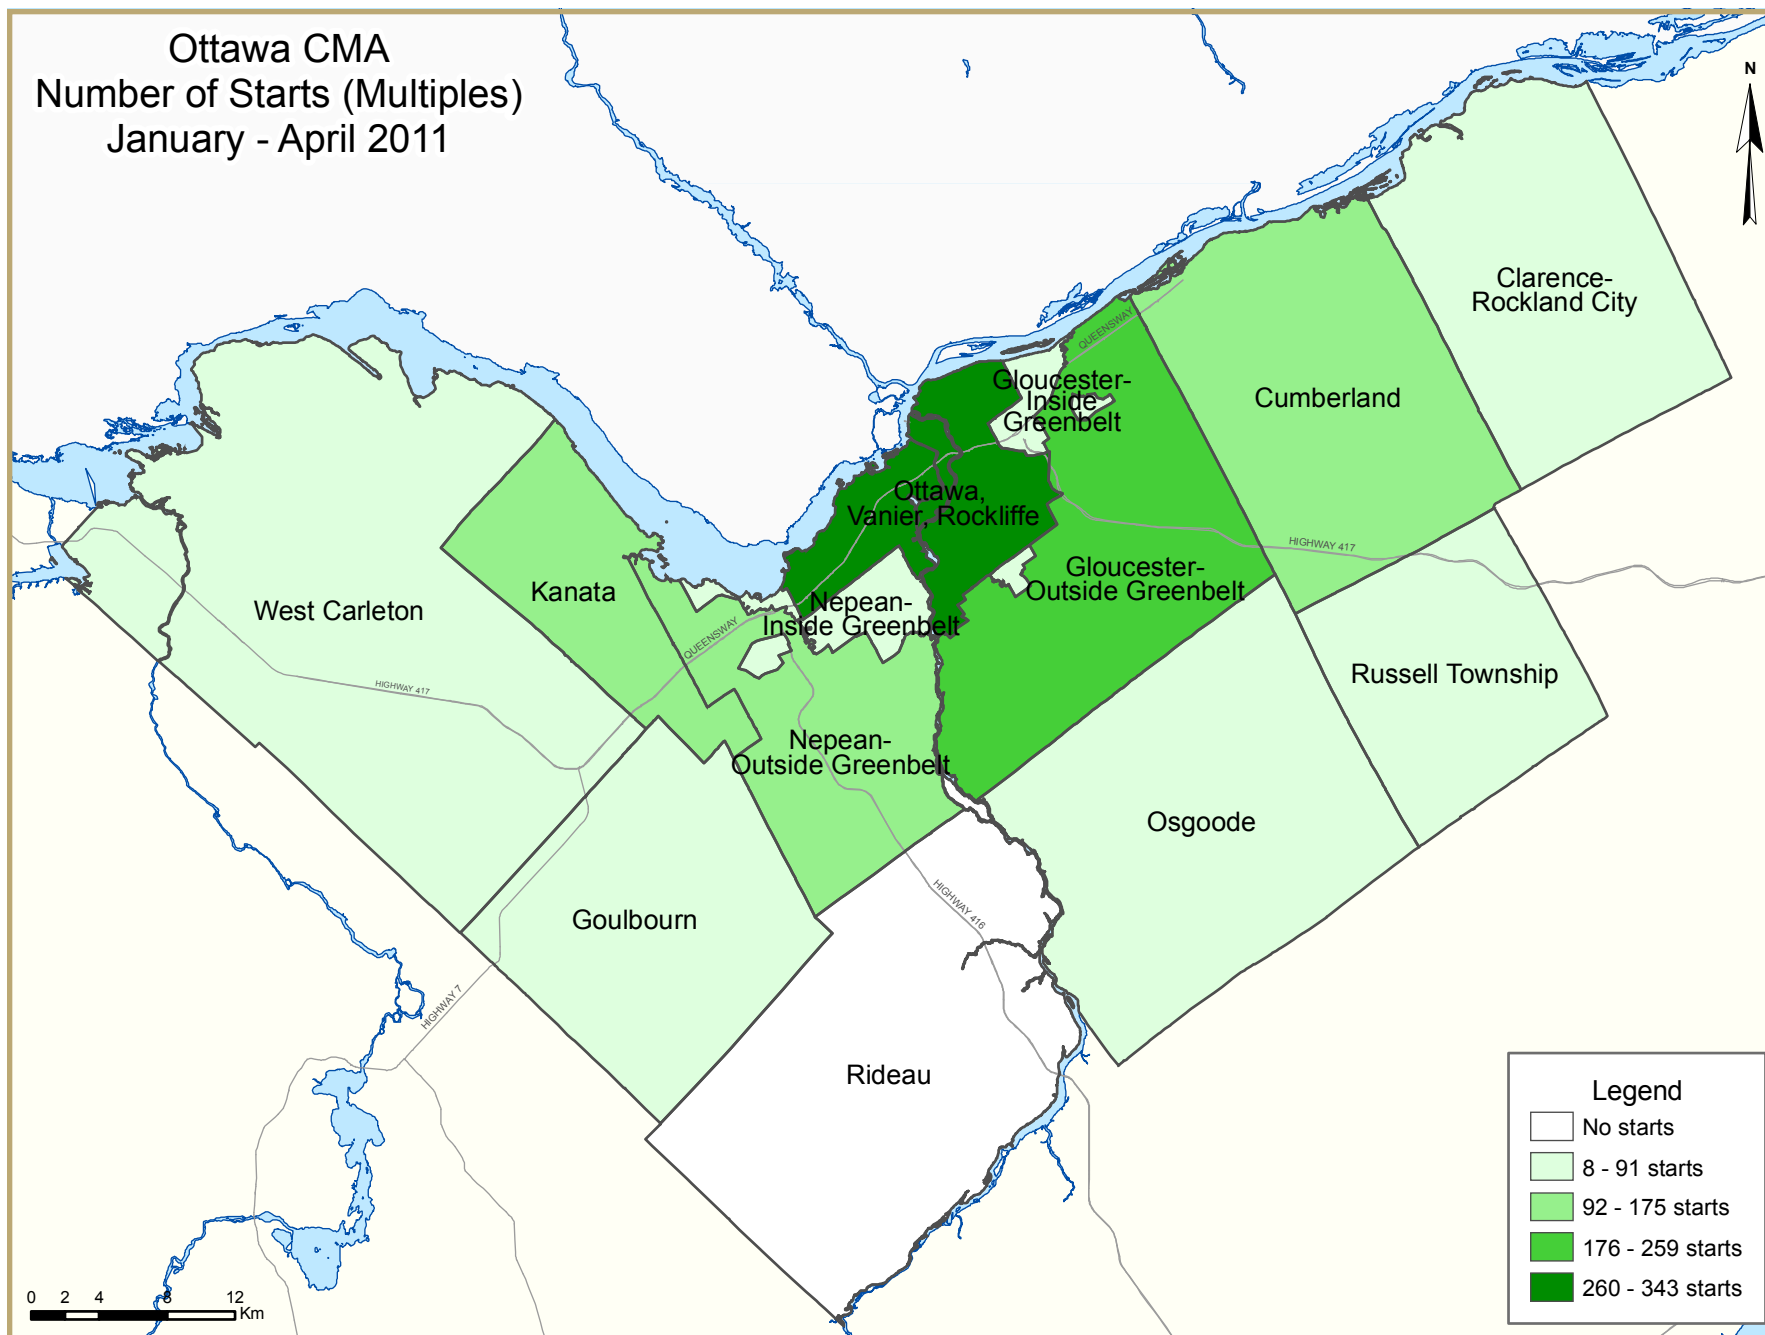 Ottawa CMA
Number of Starts (Multiples)
January - April 2011
N
Clarence-
Rockland City
QUEENSWAY
Gloucester-
Inside
Greenbelt
Cumberland
Ottawa,
Vanier, Rockliffe
HIGHWAY 417
Gloucester-
Outside Greenbelt
Kanata
West Carleton
Nepean-
Inside Greenbelt
QUEENSWAY
HIGHWAY 417
Russell Township
Nepean-
Outside Greenbelt
Osgoode
Goulbourn
HIGHWAY 416
HIGHWAY 7
Rideau
Legend
No starts
8 - 91 starts
92 - 175 starts
176 - 259 starts
260 - 343 starts
0 2 4 8 12
Km